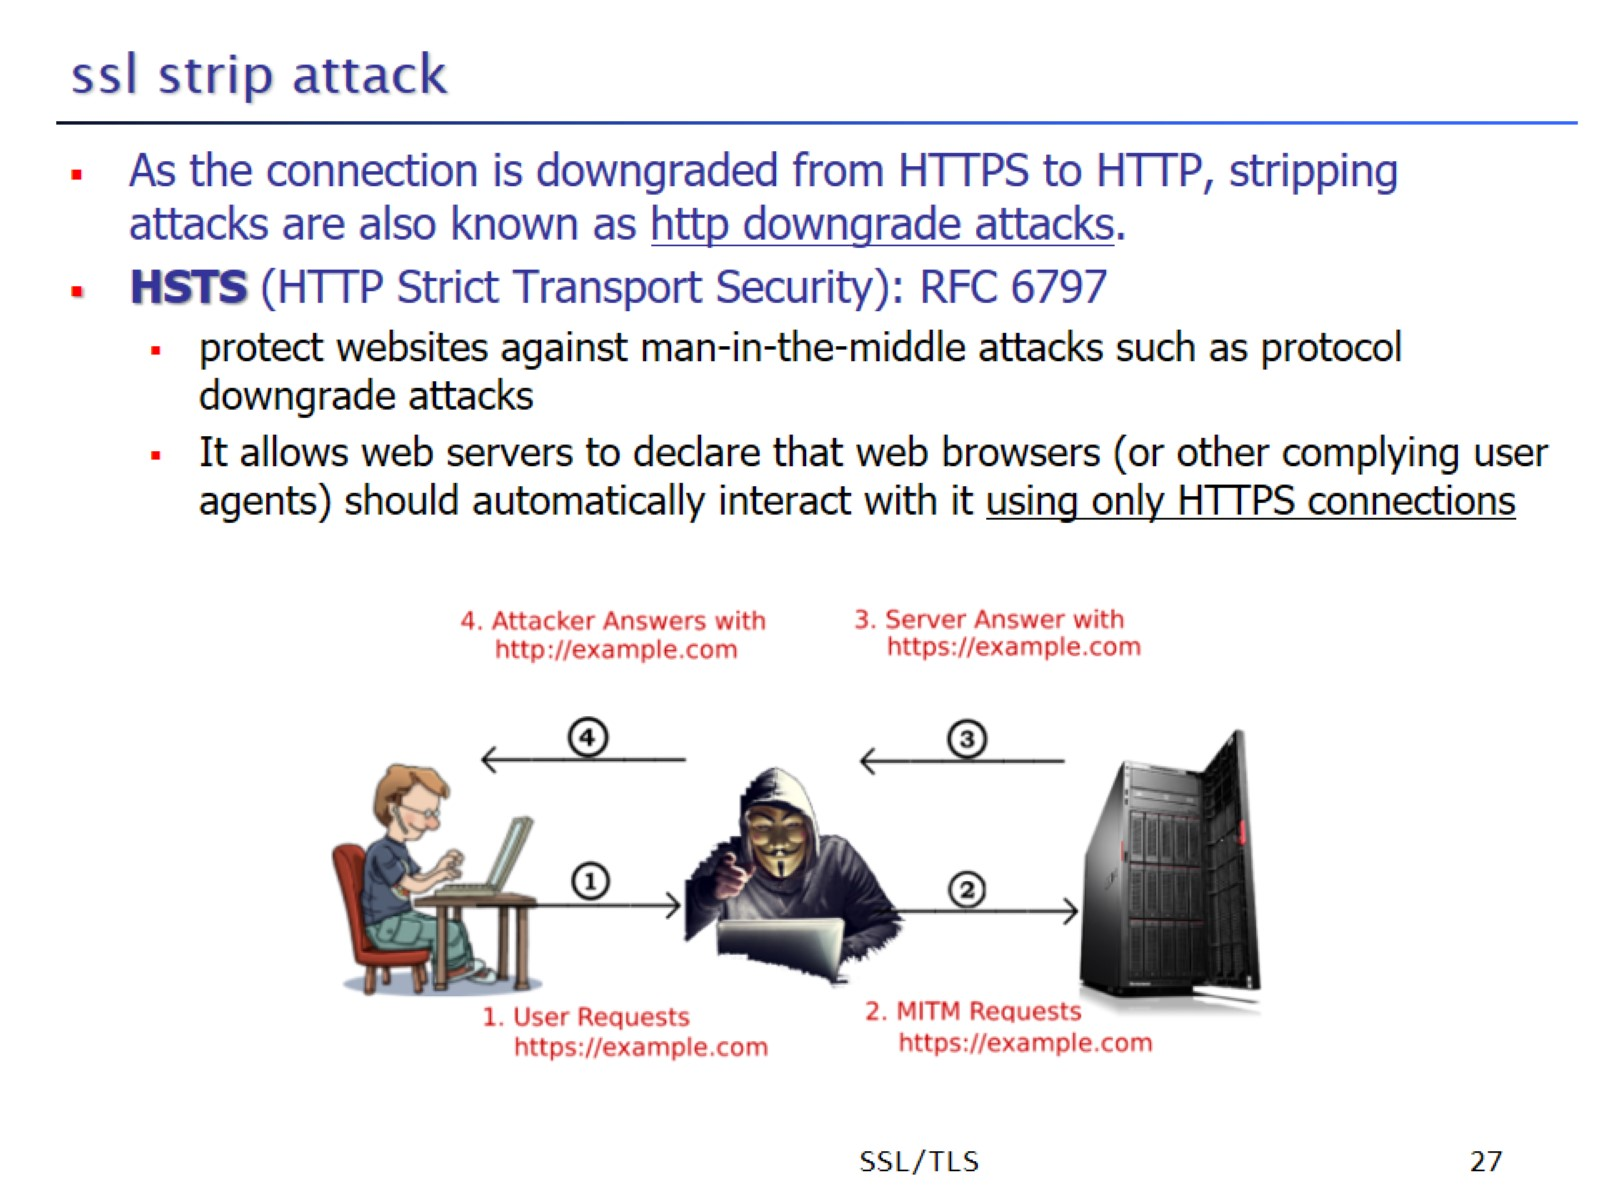 ssl strip attack
As the connection is downgraded from HTTPS to HTTP, stripping
attacks are also known as http downgrade attacks.
HSTS (HTTP Strict Transport Security): RFC 6797
protect websites against man-in-the-middle attacks such as protocol
downgrade attacks
It allows web servers to declare that web browsers (or other complying user
agents) should automatically interact with it using only HTTPS connections
4. Attacker Answers with
http://example.com
3. Server Answer with
https://example.com
4
3
1
2
1. User Requests
https://example.com
2. MITM Requests
https://example.com
SSL/TLS
27